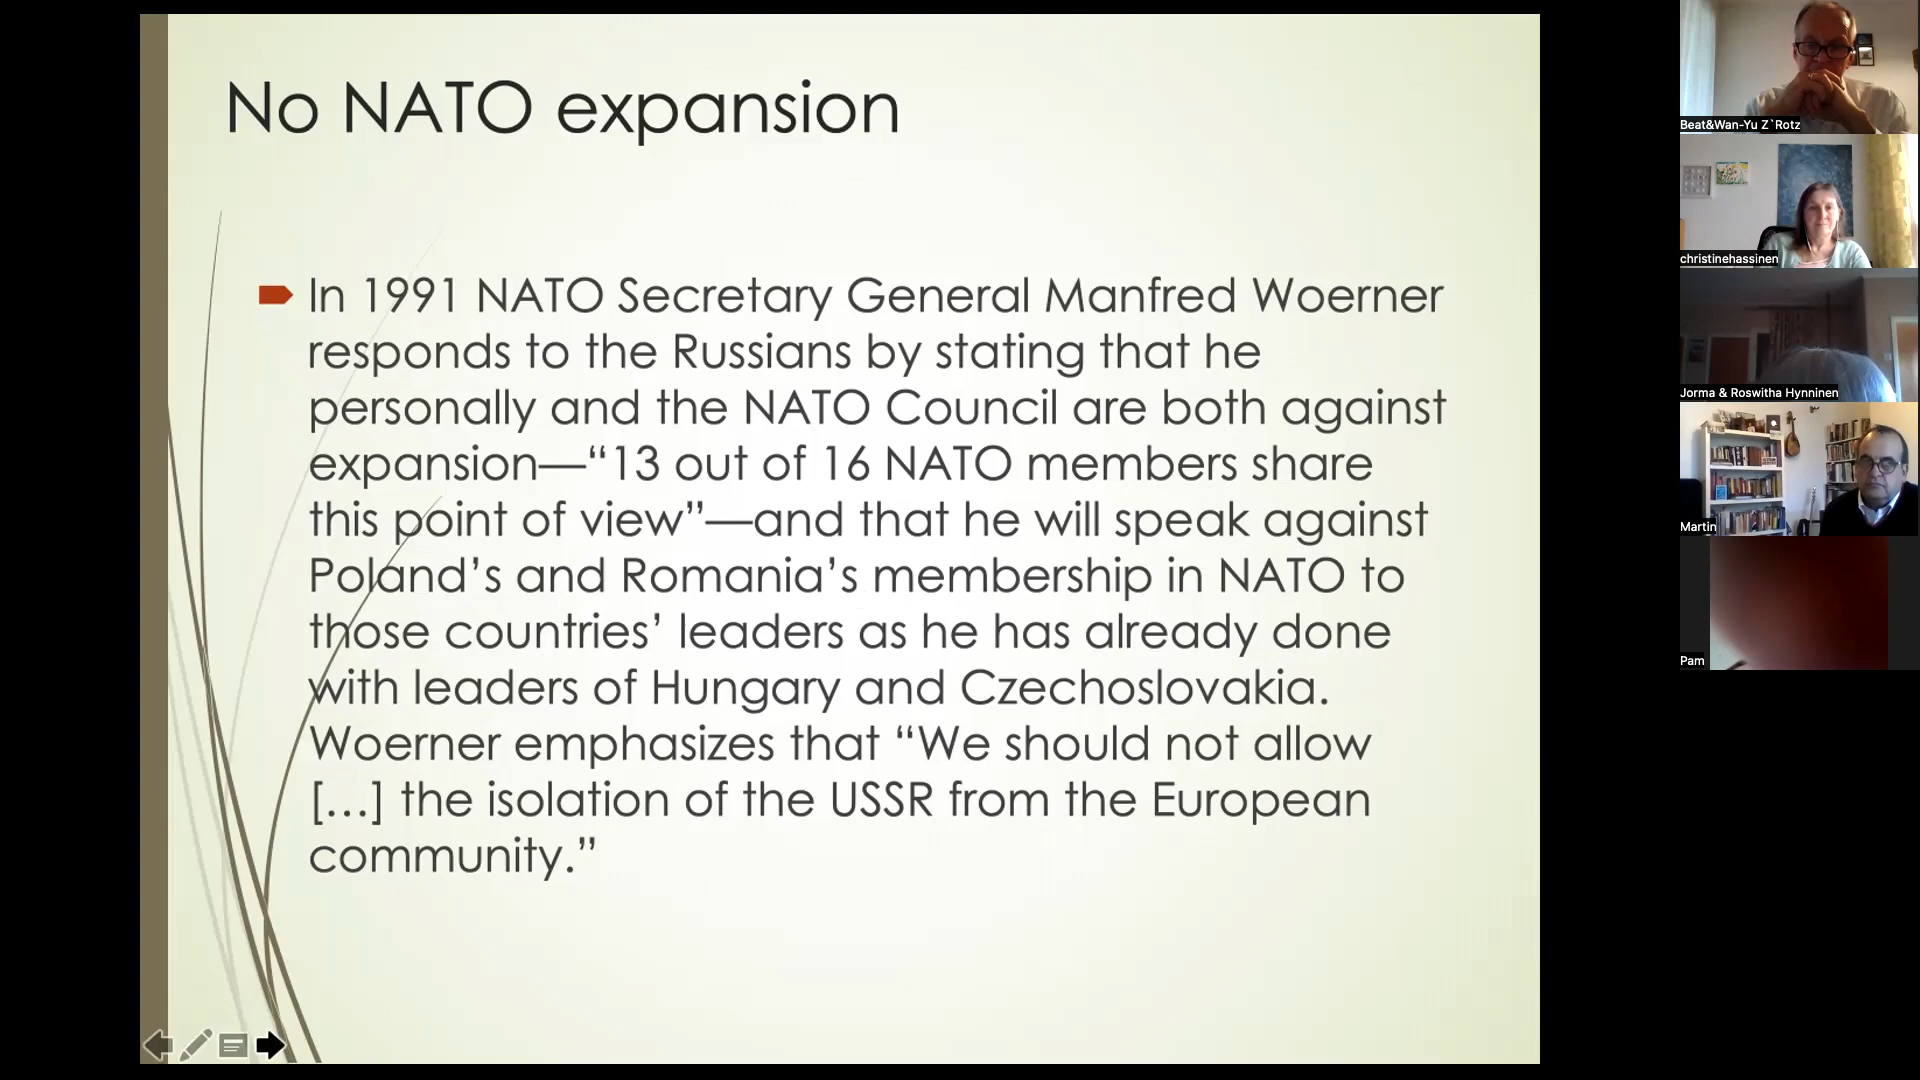 No NATO expansion
In 1991 NATO Secretary General Manfred Woerner
responds to the Russians by stating that he
personally and the NATO Council are both against
expansion—“13 out of 16 NATO members share
this point of view”—and that he will speak against
Poland’s and Romania’s membership in NATO to
those countries’ leaders as he has already done
with leaders of Hungary and Czechoslovakia.
Woerner emphasizes that “We should not allow
[…] the isolation of the USSR from the European
community.”
Beat&Wan-Yu Z`Rotz
christinehassinen
Jorma & Roswitha Hynninen
Martin
Pam